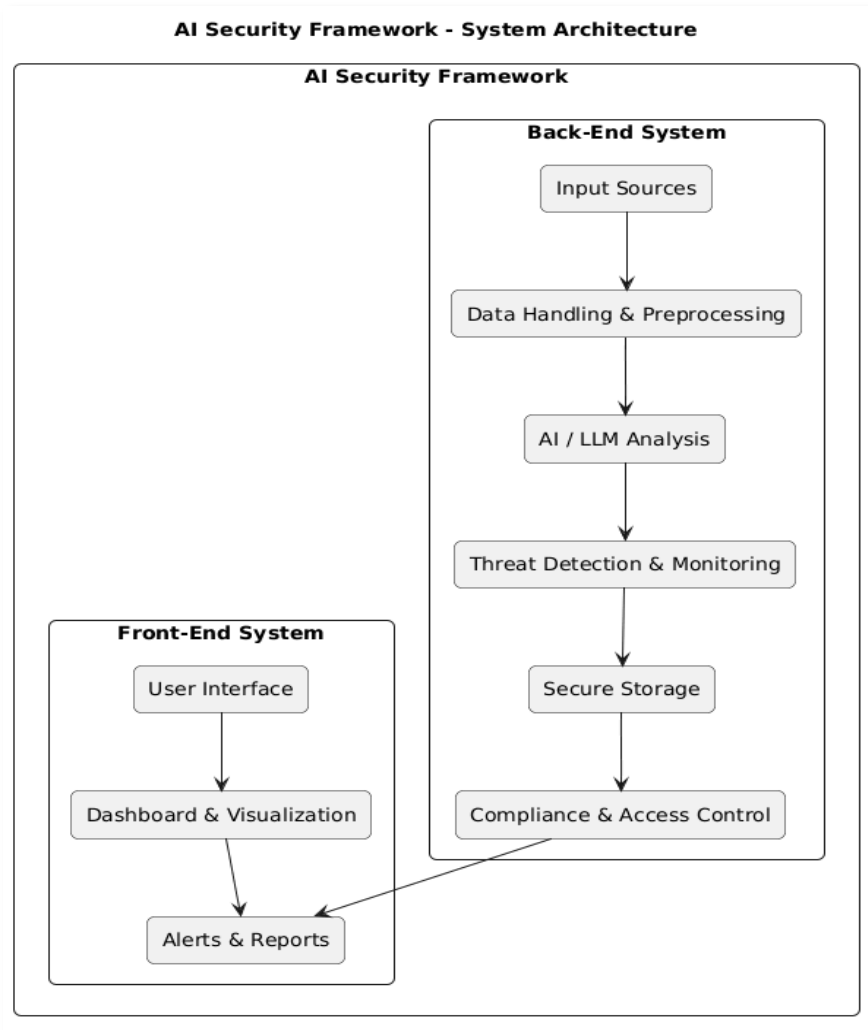 AI Security Framework - System Architecture
AI Security Framework
Back-End System
Input Sources
Data Handling & Preprocessing
AI / LLM Analysis
Threat Detection & Monitoring
Secure Storage
Compliance & Access Control
Front-End System
User Interface
Dashboard & Visualization
Alerts & Reports